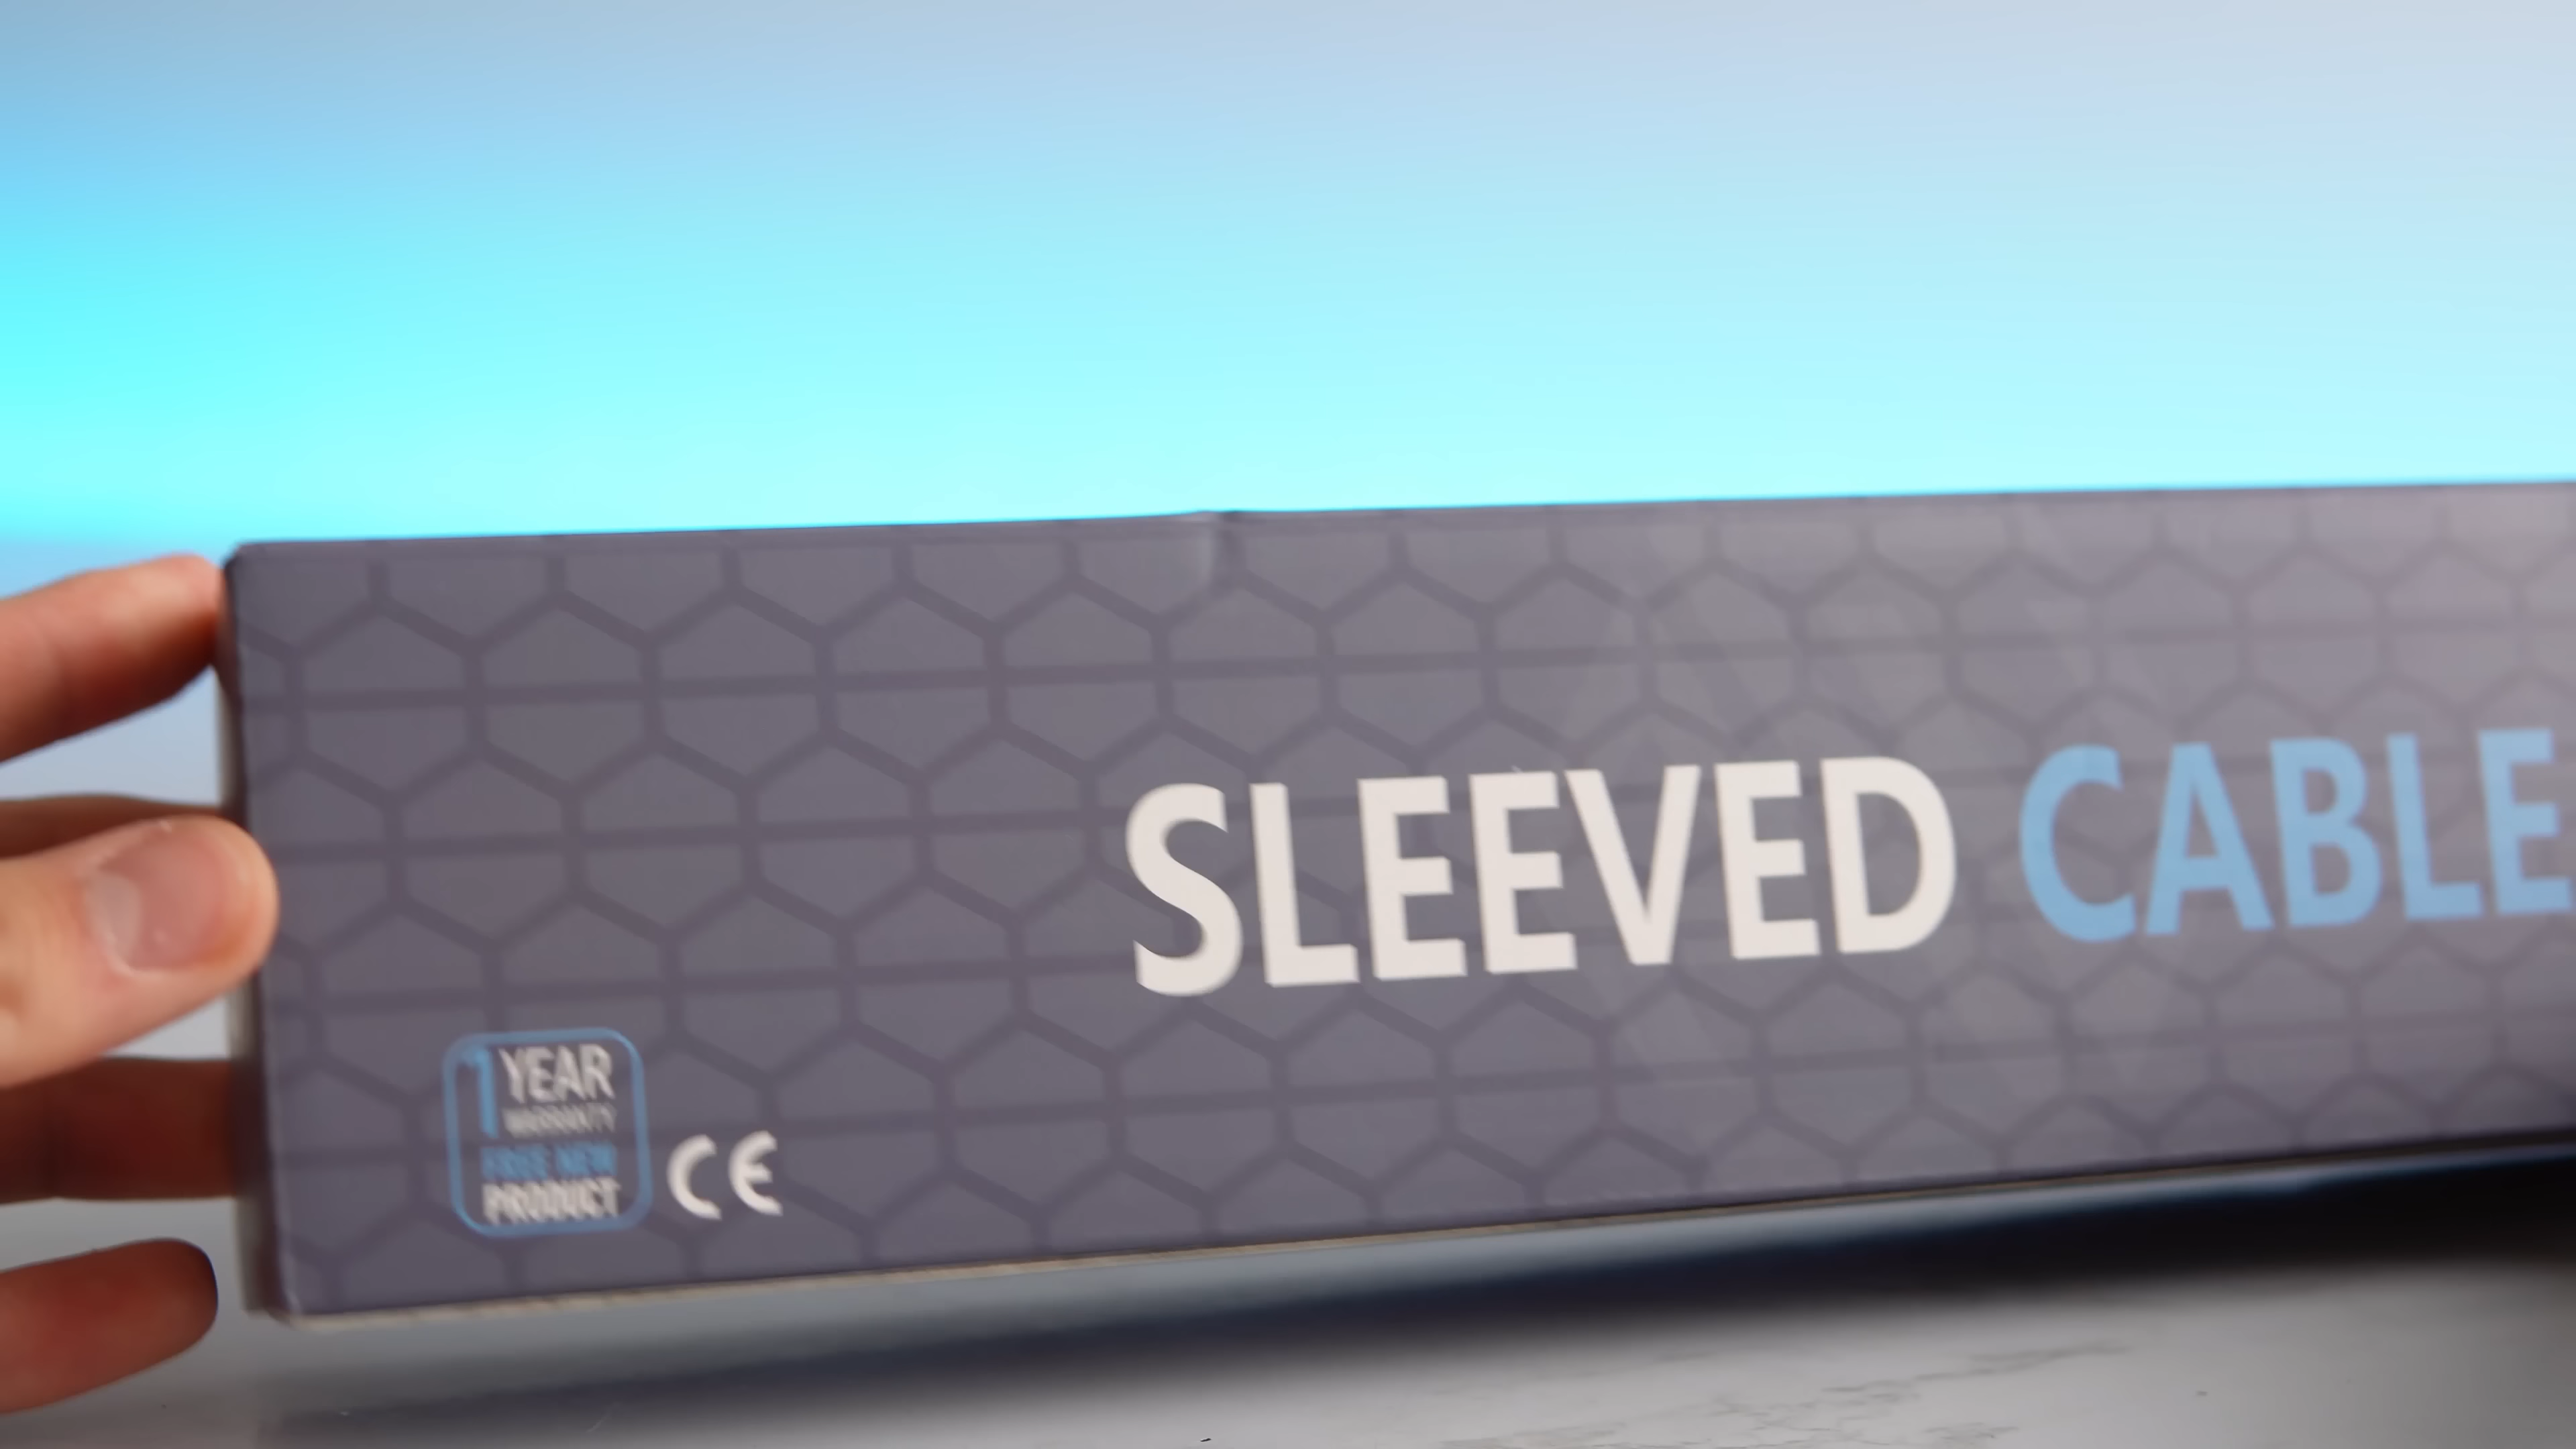 SLEEVED CABLE
1 YEAR
WARRANTY
FREE NEW
PRODUCT
CE